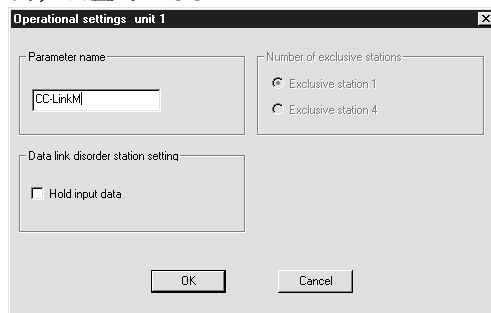 Operational settings unit 1
Parameter name
CC-LinkM
Number of exclusive stations
Exclusive station 1
Exclusive station 4
Data link disorder station setting
Hold input data
OK
Cancel